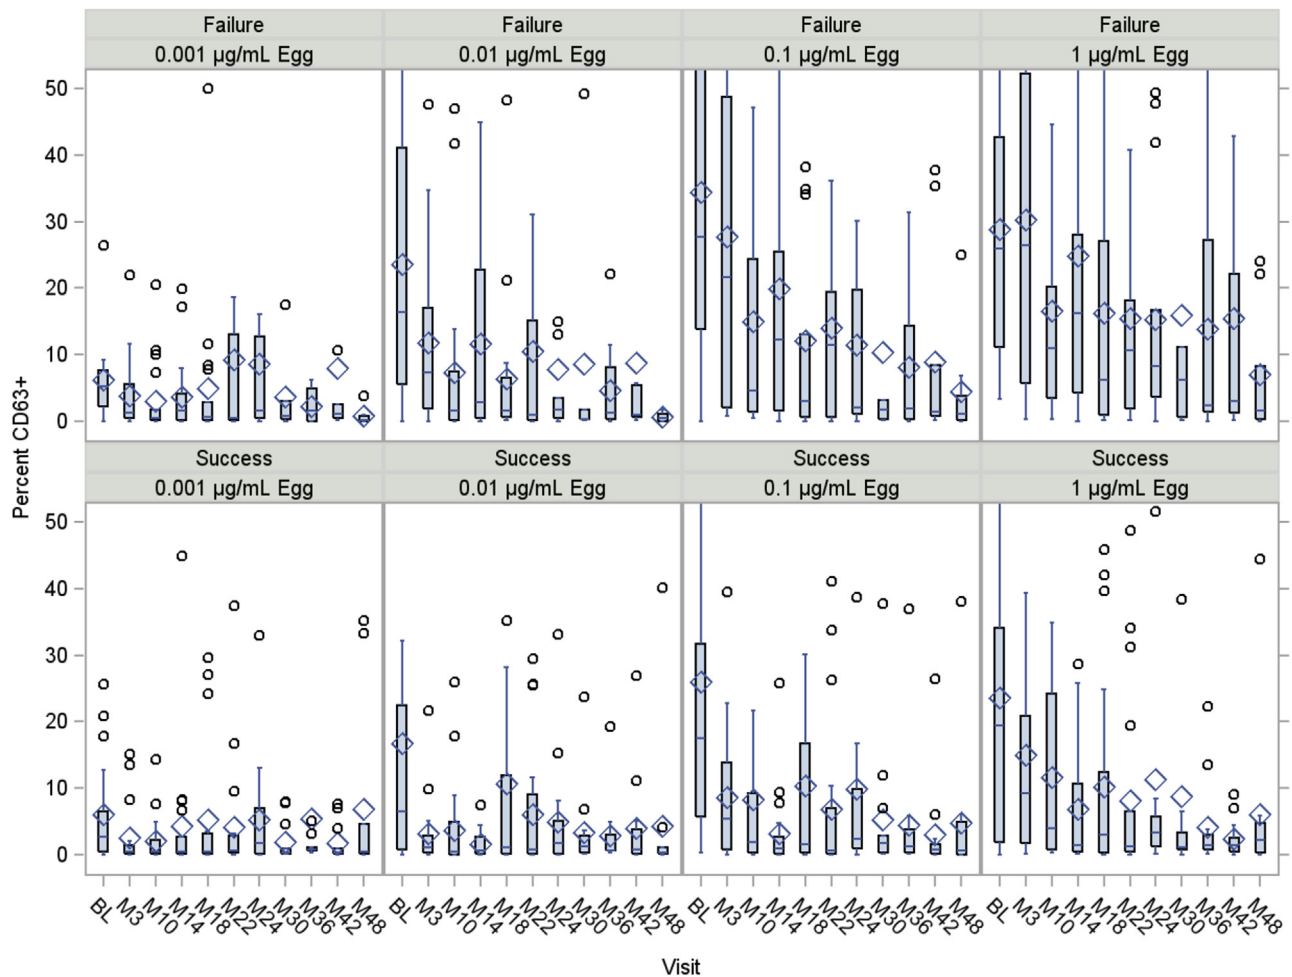 Failure Failure Failure Failure
0.001 µg/mL Egg 0.01 µg/mL Egg 0.1 µg/mL Egg 1 µg/mL Egg
50
40
30
20
10
0
Percent CD63+
Success Success Success Success
0.001 µg/mL Egg 0.01 µg/mL Egg 0.1 µg/mL Egg 1 µg/mL Egg
50
40
30
20
10
0
BL M3 M10 M14 M18 M22 M24 M30 M36 M42 M48 BL M3 M10 M14 M18 M22 M24 M30 M36 M42 M48 BL M3 M10 M14 M18 M22 M24 M30 M36 M42 M48 BL M3 M10 M14 M18 M22 M24 M30 M36 M42 M48
Visit